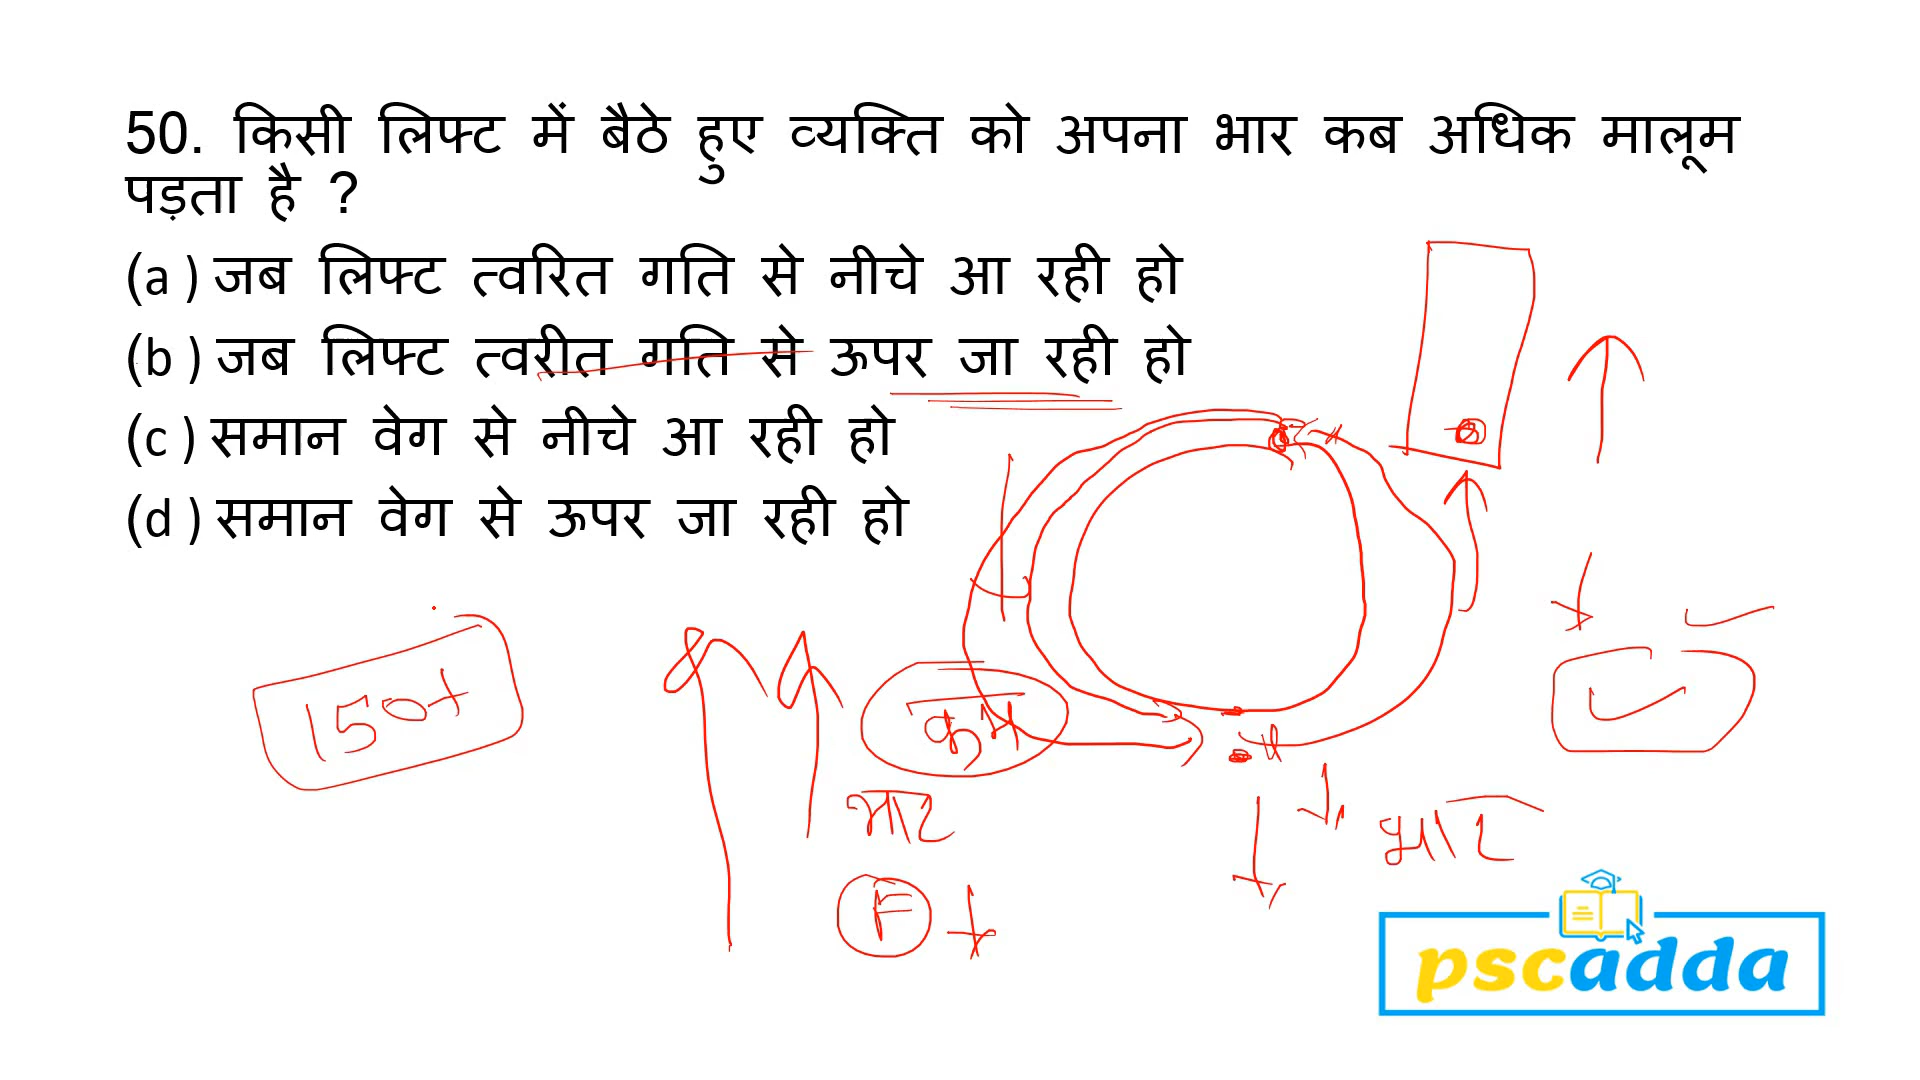 50. किसी लिफ्ट में बैठे हुए व्यक्ति को अपना भार कब अधिक मालूम
पड़ता है ?
(a ) जब लिफ्ट त्वरित गति से नीचे आ रही हो
(b ) जब लिफ्ट त्वरीत गति से ऊपर जा रही हो
(c ) समान वेग से नीचे आ रही हो
(d ) समान वेग से ऊपर जा रही हो
150+
कम
भार
भार
F
pscadda